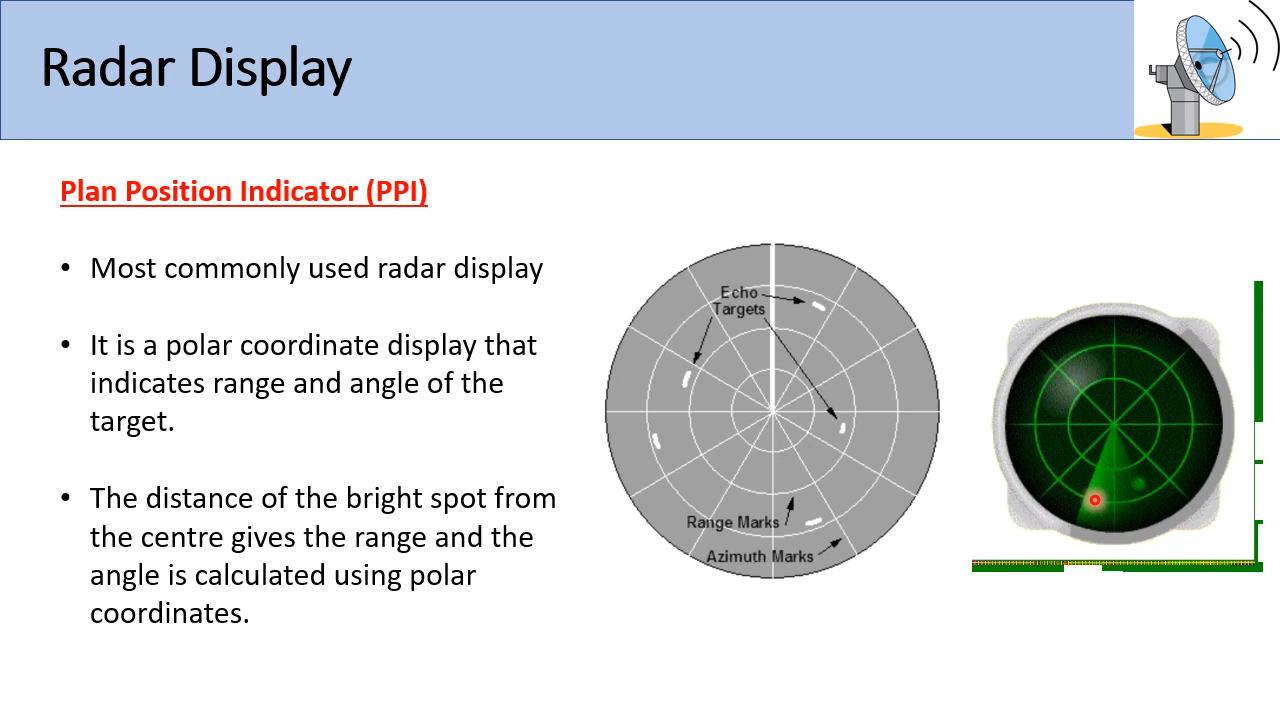 Radar Display
Plan Position Indicator (PPI)
• Most commonly used radar display
• It is a polar coordinate display that
indicates range and angle of the
target.
• The distance of the bright spot from
the centre gives the range and the
angle is calculated using polar
coordinates.
Echo
Targets
Range Marks
Azimuth Marks